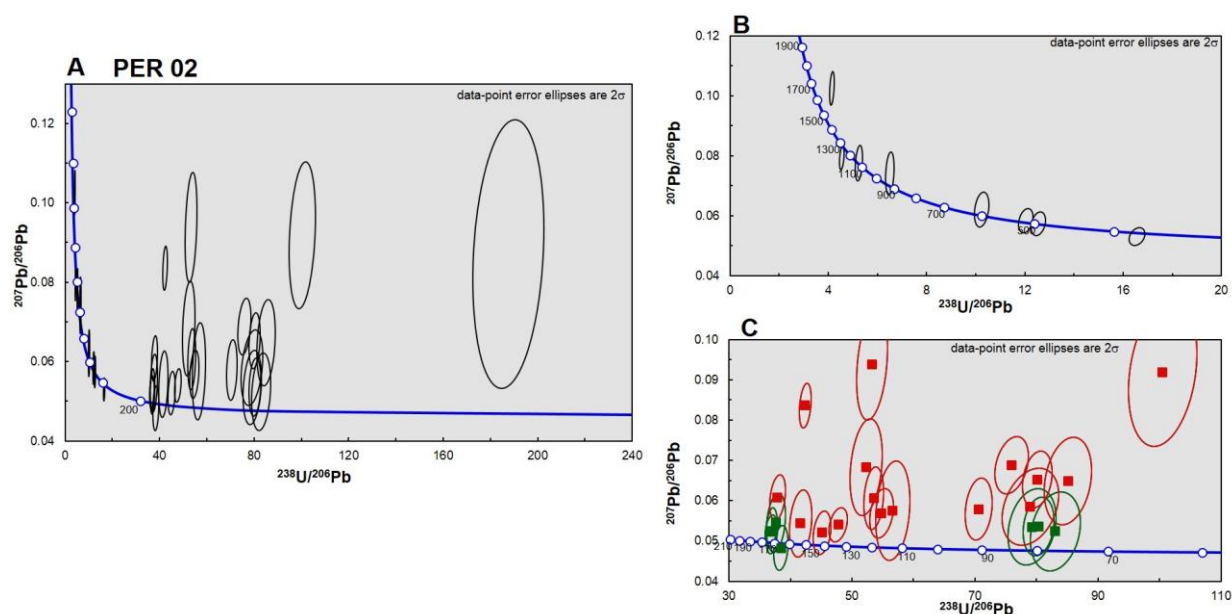 A PER 02
data-point error ellipses are 2σ
0.12
0.10
0.08
0.06
0.04
200
0 40 80 120 160 200 240
²³⁸U/²⁰⁶Pb
²⁰⁷Pb/²⁰⁶Pb
B
data-point error ellipses are 2σ
0.12
0.10
0.08
0.06
0.04
1900
1700
1500
1300
1100
900
700
500
0 4 8 12 16 20
²³⁸U/²⁰⁶Pb
²⁰⁷Pb/²⁰⁶Pb
C
data-point error ellipses are 2σ
0.10
0.09
0.08
0.07
0.06
0.05
0.04
210 190 150 130 110 90 70
30 50 70 90 110
²³⁸U/²⁰⁶Pb
²⁰⁷Pb/²⁰⁶Pb